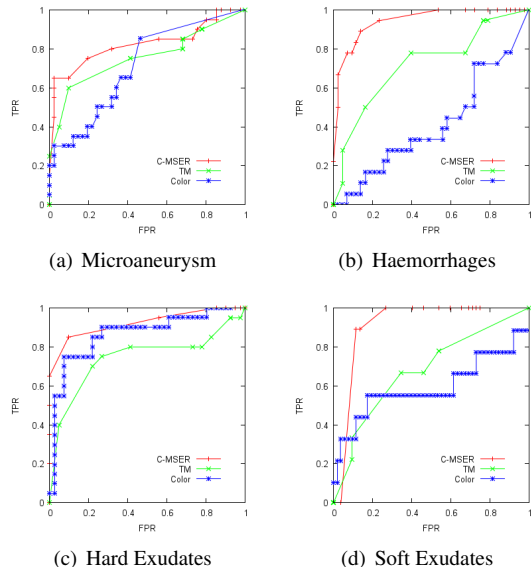 1
0.8
0.6
0.4
0.2
0
TPR
0 0.2 0.4 0.6 0.8 1
FPR
C-MSER
TM
Color
(a) Microaneurysm
1
0.8
0.6
0.4
0.2
0
TPR
0 0.2 0.4 0.6 0.8 1
FPR
C-MSER
TM
Color
(b) Haemorrhages
1
0.8
0.6
0.4
0.2
0
TPR
0 0.2 0.4 0.6 0.8 1
FPR
C-MSER
TM
Color
(c) Hard Exudates
1
0.8
0.6
0.4
0.2
0
TPR
0 0.2 0.4 0.6 0.8 1
FPR
C-MSER
TM
Color
(d) Soft Exudates